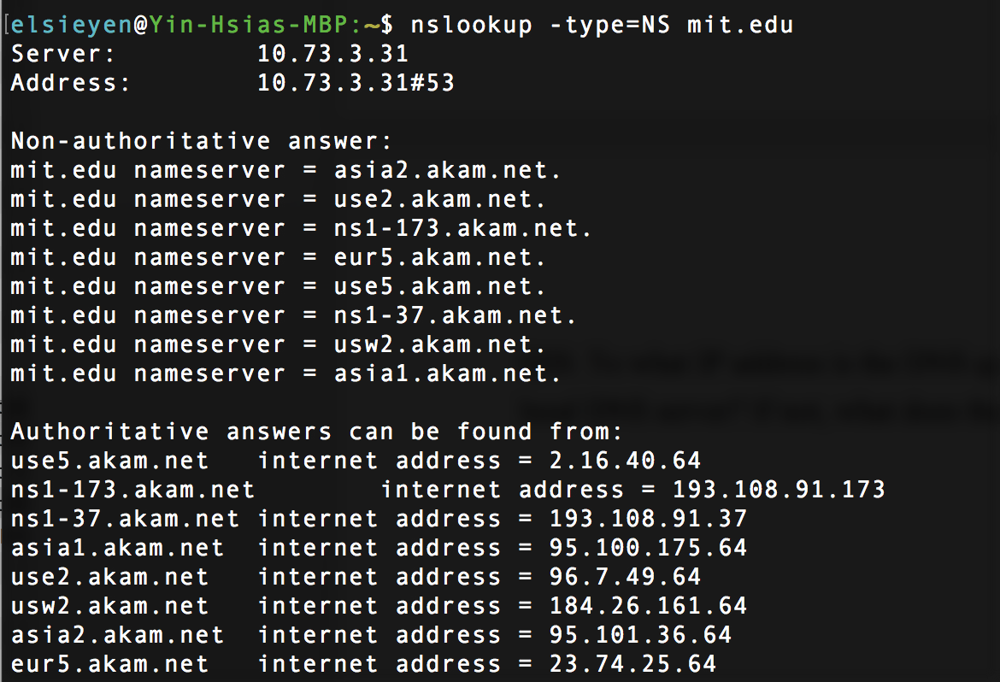 elsieyen@Yin-Hsias-MBP:~$ nslookup -type=NS mit.edu
Server:		10.73.3.31
Address:	10.73.3.31#53

Non-authoritative answer:
mit.edu nameserver = asia2.akam.net.
mit.edu nameserver = use2.akam.net.
mit.edu nameserver = ns1-173.akam.net.
mit.edu nameserver = eur5.akam.net.
mit.edu nameserver = use5.akam.net.
mit.edu nameserver = ns1-37.akam.net.
mit.edu nameserver = usw2.akam.net.
mit.edu nameserver = asia1.akam.net.

Authoritative answers can be found from:
use5.akam.net	internet address = 2.16.40.64
ns1-173.akam.net	internet address = 193.108.91.173
ns1-37.akam.net	internet address = 193.108.91.37
asia1.akam.net	internet address = 95.100.175.64
use2.akam.net	internet address = 96.7.49.64
usw2.akam.net	internet address = 184.26.161.64
asia2.akam.net	internet address = 95.101.36.64
eur5.akam.net	internet address = 23.74.25.64